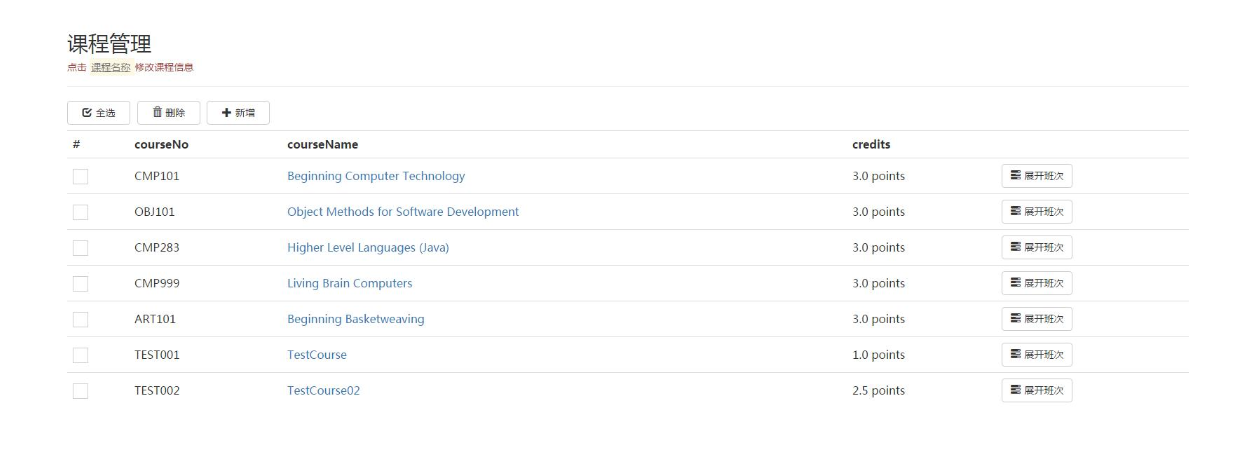 课程管理
点击 课程名称 修改课程信息
全选 删除 新增
# courseNo courseName credits
CMP101 Beginning Computer Technology 3.0 points 展开班次
OBJ101 Object Methods for Software Development 3.0 points 展开班次
CMP283 Higher Level Languages (Java) 3.0 points 展开班次
CMP999 Living Brain Computers 3.0 points 展开班次
ART101 Beginning Basketweaving 3.0 points 展开班次
TEST001 TestCourse 1.0 points 展开班次
TEST002 TestCourse02 2.5 points 展开班次